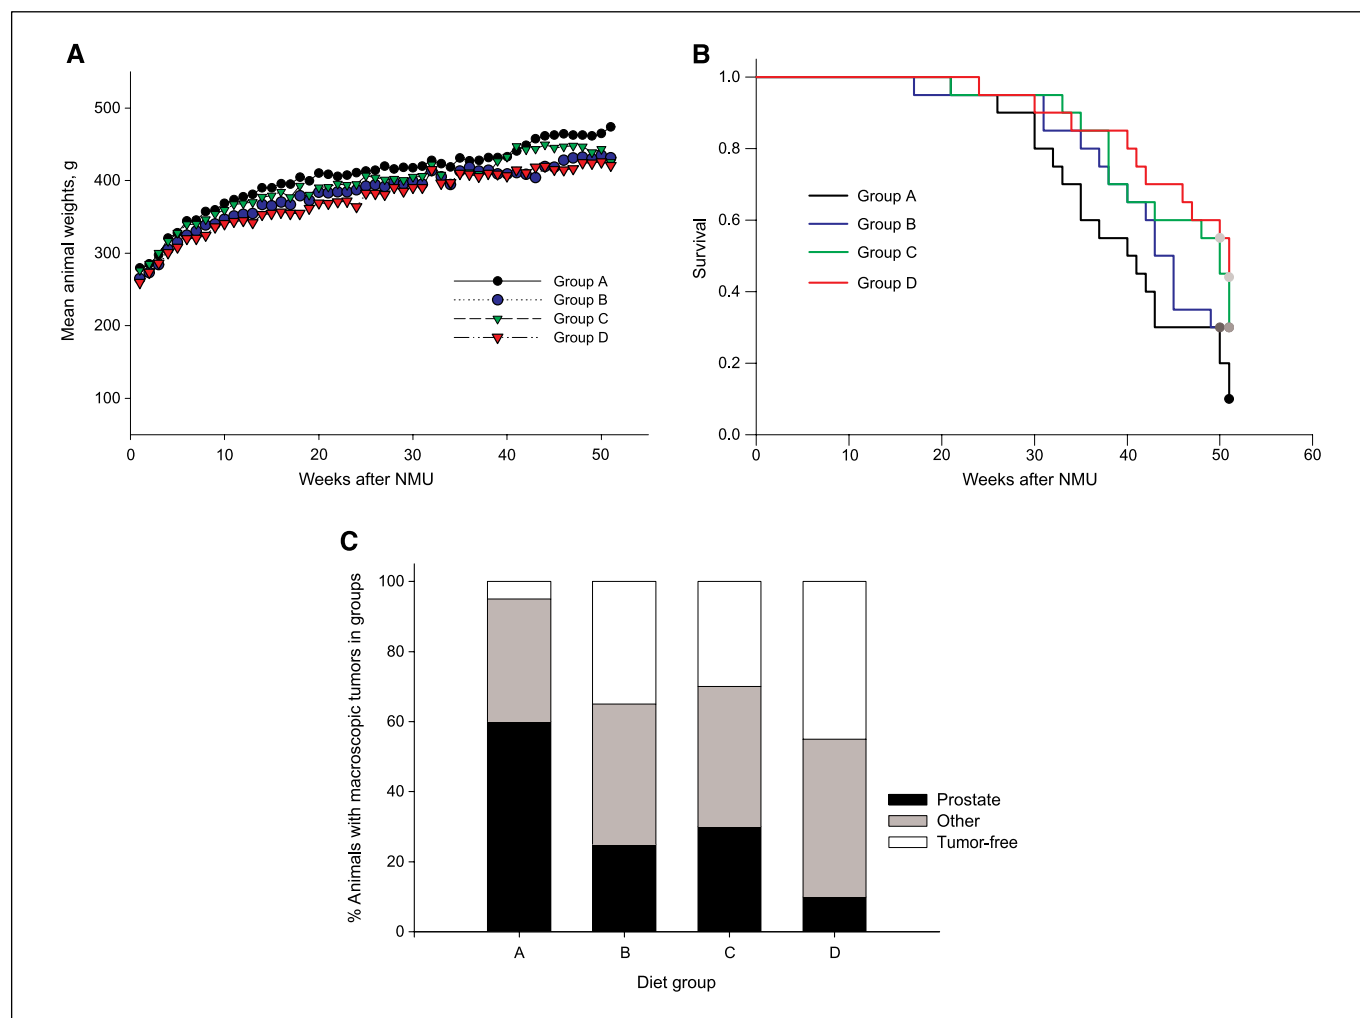 A
Mean animal weights, g
500
400
300
200
100
0 10 20 30 40 50
Weeks after NMU
Group A
Group B
Group C
Group D
B
Survival
1.0
0.8
0.6
0.4
0.2
0.0
0 10 20 30 40 50 60
Weeks after NMU
Group A
Group B
Group C
Group D
C
% Animals with macroscopic tumors in groups
100
80
60
40
20
0
A B C D
Diet group
Prostate
Other
Tumor-free